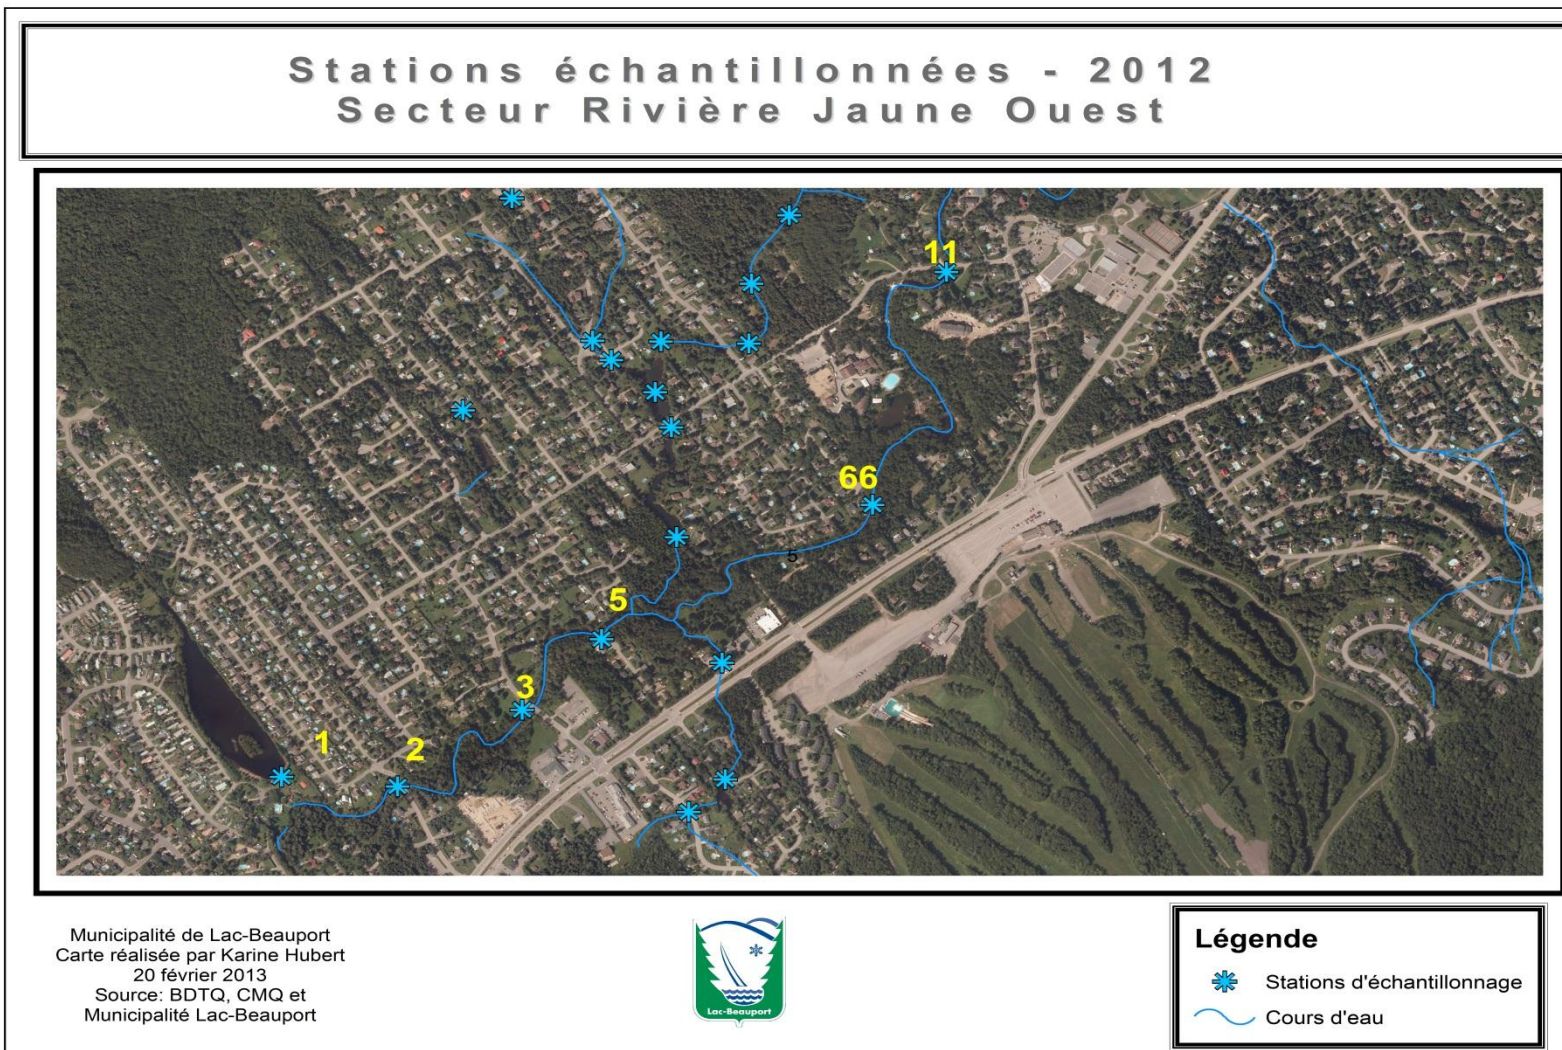 Stations échantillonnées - 2012
Secteur Rivière Jaune Ouest
11
66
5
5
3
1
2
Municipalité de Lac-Beauport
Carte réalisée par Karine Hubert
20 février 2013
Source: BDTQ, CMQ et
Municipalité Lac-Beauport
Lac-Beauport
Légende
Stations d'échantillonnage
Cours d'eau